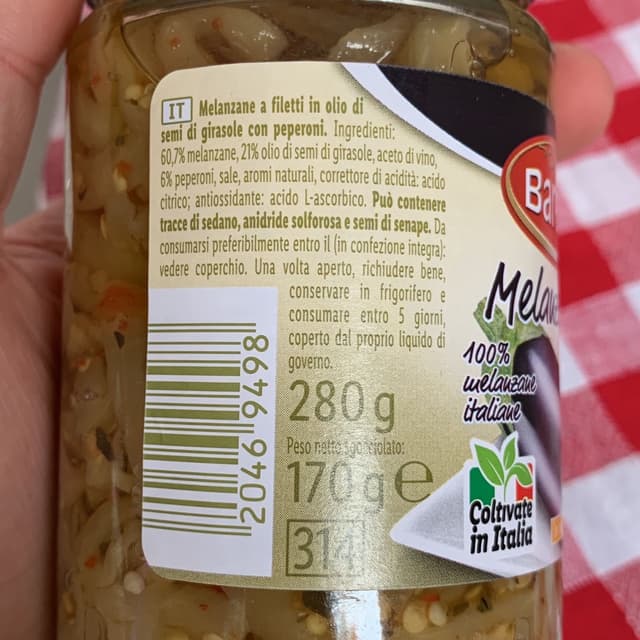 IT Melanzane a filetti in olio di
semi di girasole con peperoni. Ingredienti:
60,7% melanzane, 21% olio di semi di girasole, aceto di vino,
6% peperoni, sale, aromi naturali, correttore di acidità: acido
citrico; antiossidante: acido L-ascorbico. Può contenere
tracce di sedano, anidride solforosa e semi di senape. Da
consumarsi preferibilmente entro il (in confezione integra):
vedere coperchio. Una volta aperto, richiudere bene,
conservare in frigorifero e
consumare entro 5 giorni,
coperto dal proprio liquido di
governo.
280 g
Peso netto sgocciolato:
170 g e
314
2046 9498
Ba
Melan
100%
melanzane
italiane
Coltivate
in Italia